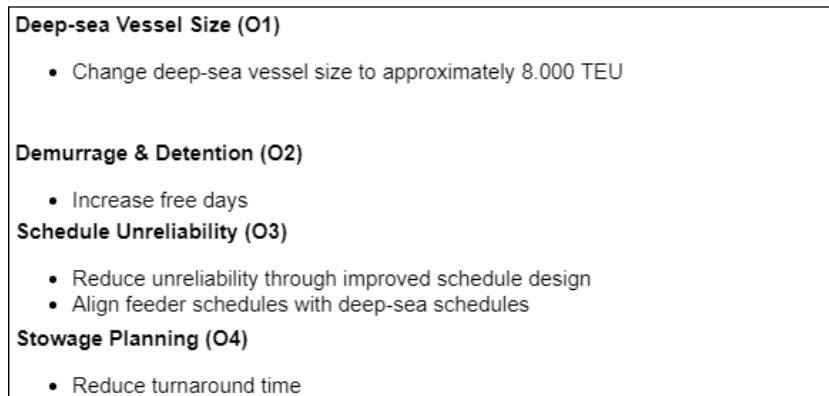 Deep-sea Vessel Size (O1)
• Change deep-sea vessel size to approximately 8.000 TEU
Demurrage & Detention (O2)
• Increase free days
Schedule Unreliability (O3)
• Reduce unreliability through improved schedule design
• Align feeder schedules with deep-sea schedules
Stowage Planning (O4)
• Reduce turnaround time